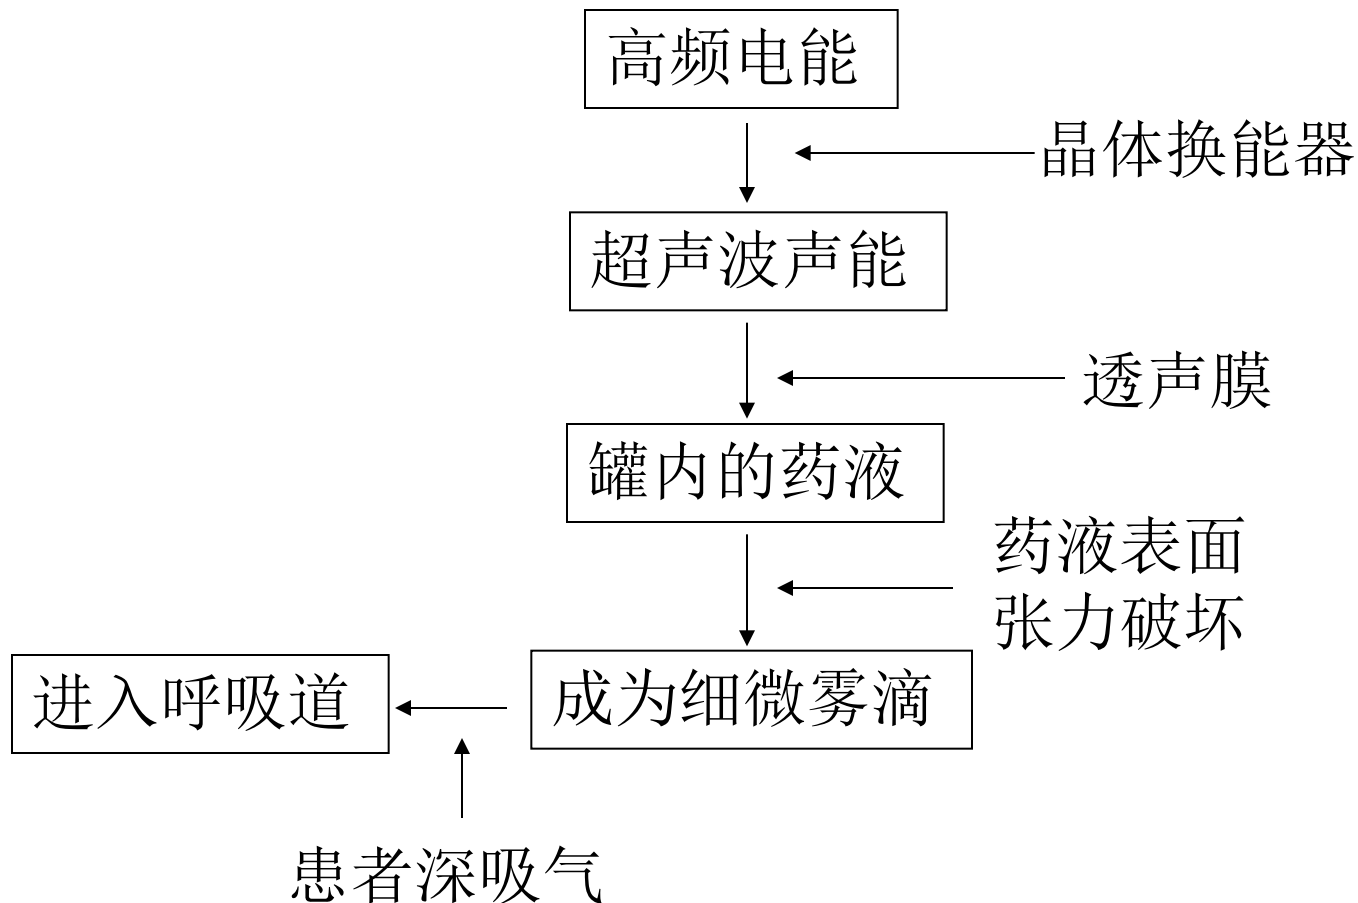 高频电能
晶体换能器
超声波声能
透声膜
罐内的药液
药液表面
张力破坏
成为细微雾滴
进入呼吸道
患者深吸气